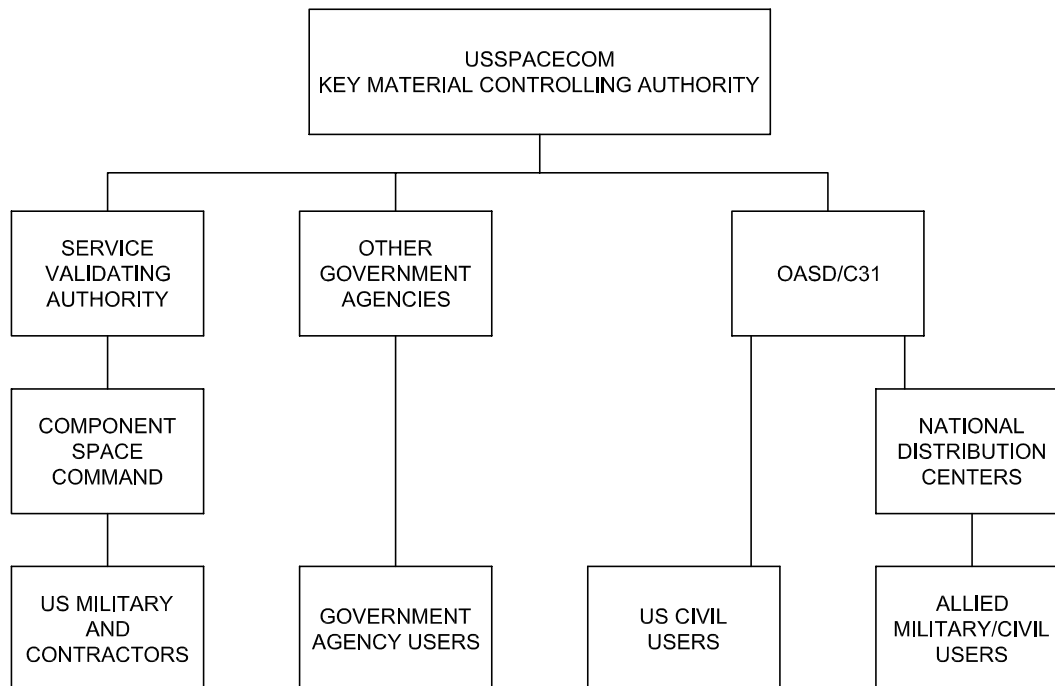 USSPACECOM
KEY MATERIAL CONTROLLING AUTHORITY
SERVICE
VALIDATING
AUTHORITY
OTHER
GOVERNMENT
AGENCIES
OASD/C31
COMPONENT
SPACE
COMMAND
NATIONAL
DISTRIBUTION
CENTERS
US MILITARY
AND
CONTRACTORS
GOVERNMENT
AGENCY USERS
US CIVIL
USERS
ALLIED
MILITARY/CIVIL
USERS